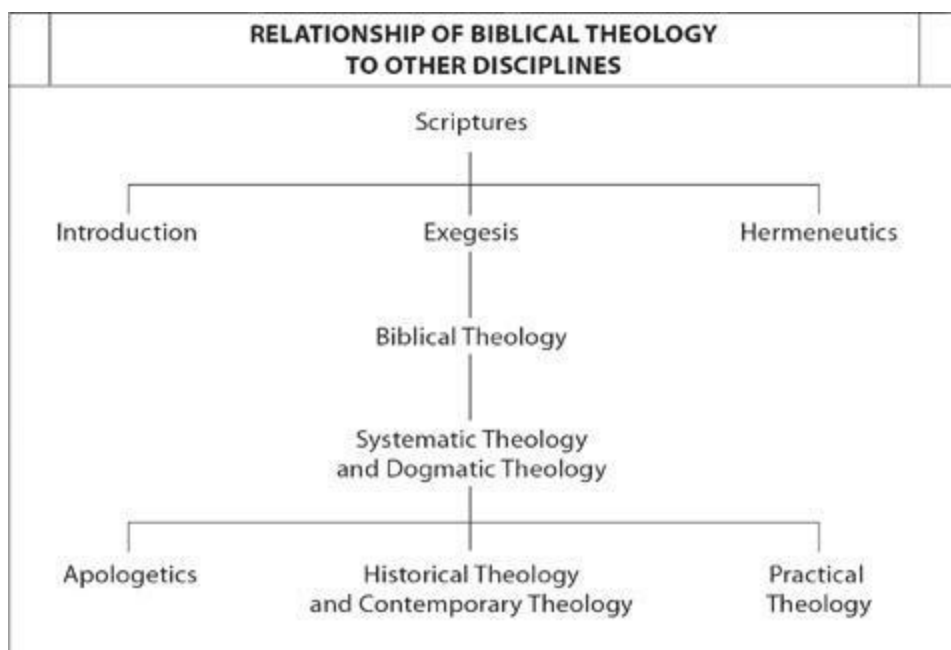 RELATIONSHIP OF BIBLICAL THEOLOGY
TO OTHER DISCIPLINES
Scriptures
Introduction
Exegesis
Hermeneutics
Biblical Theology
Systematic Theology
and Dogmatic Theology
Apologetics
Historical Theology
and Contemporary Theology
Practical
Theology